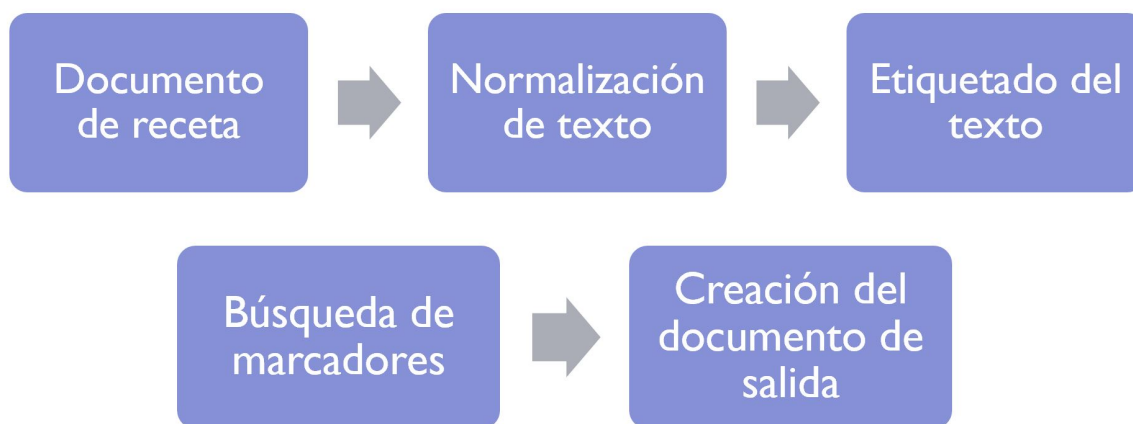 Documento
de receta
Normalización
de texto
Etiquetado del
texto
Búsqueda de
marcadores
Creación del
documento de
salida